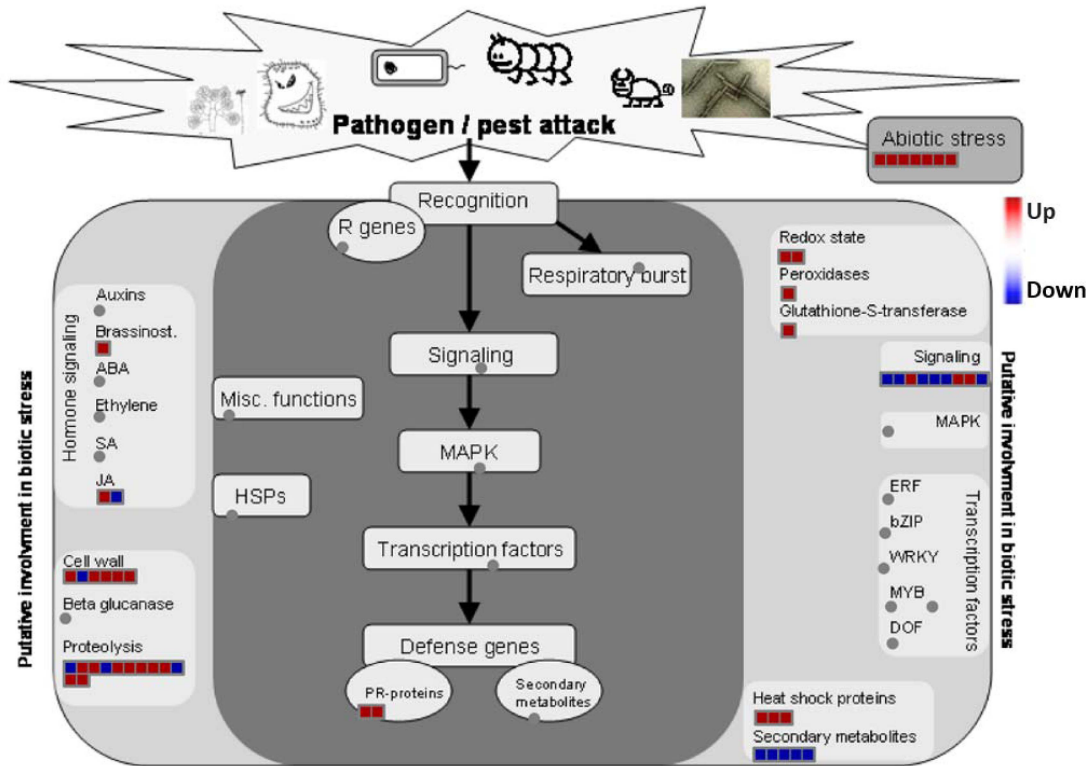 Pathogen / pest attack
Abiotic stress
Recognition
R genes
Respiratory burst
Up
Down
Redox state
Peroxidases
Glutathione-S-transferase
Hormone signaling
Auxins
Brassinost.
ABA
Ethylene
SA
JA
Signaling
Misc. functions
MAPK
HSPs
Transcription factors
Defense genes
PR-proteins
Secondary
metabolites
Signaling
MAPK
ERF
bZIP
WRKY
MYB
DOF
Transcription factors
Cell wall
Beta glucanase
Proteolysis
Heat shock proteins
Secondary metabolites
Putative involvment in biotic stress
Putative involvment in biotic stress